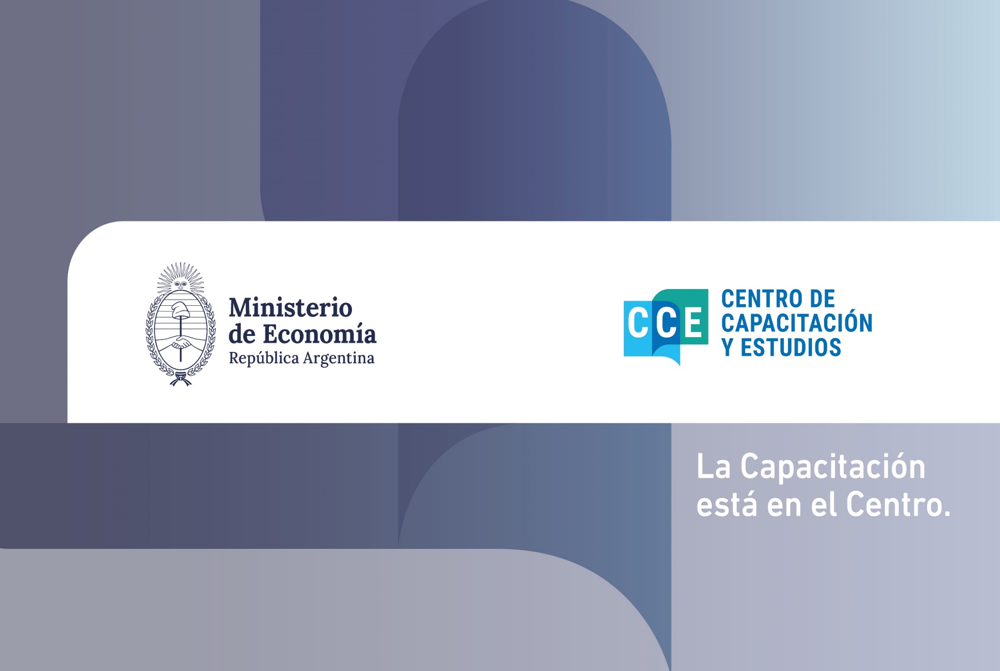 Ministerio
de Economía
República Argentina
CCE
CENTRO DE
CAPACITACIÓN
Y ESTUDIOS
La Capacitación
está en el Centro.